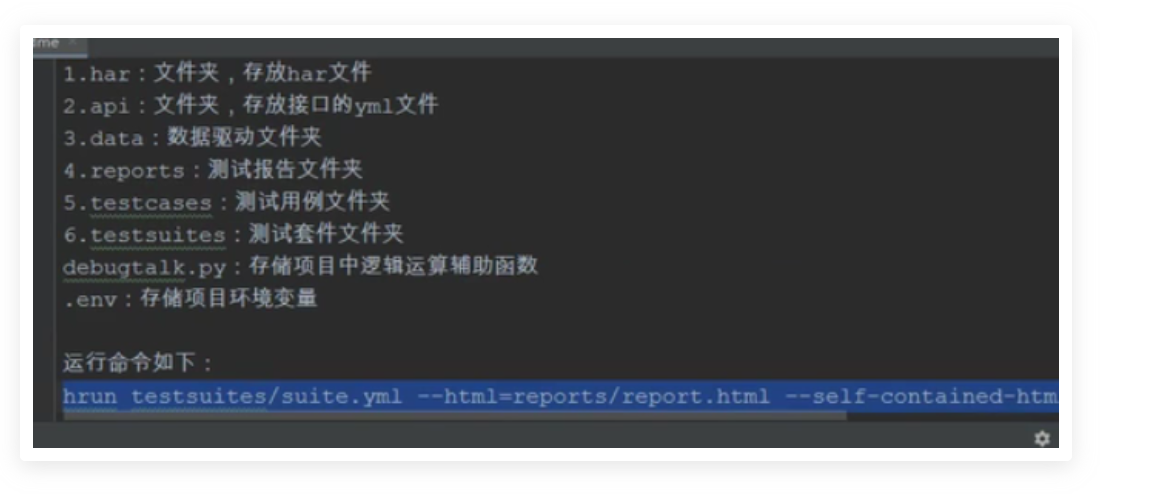 1.har：文件夹，存放har文件
2.api：文件夹，存放接口的yml文件
3.data：数据驱动文件夹
4.reports：测试报告文件夹
5.testcases：测试用例文件夹
6.testsuites：测试套件文件夹
debugtalk.py：存储项目中逻辑运算辅助函数
.env：存储项目环境变量
运行命令如下：
hrun testsuites/suite.yml --html=reports/report.html --self-contained-htm